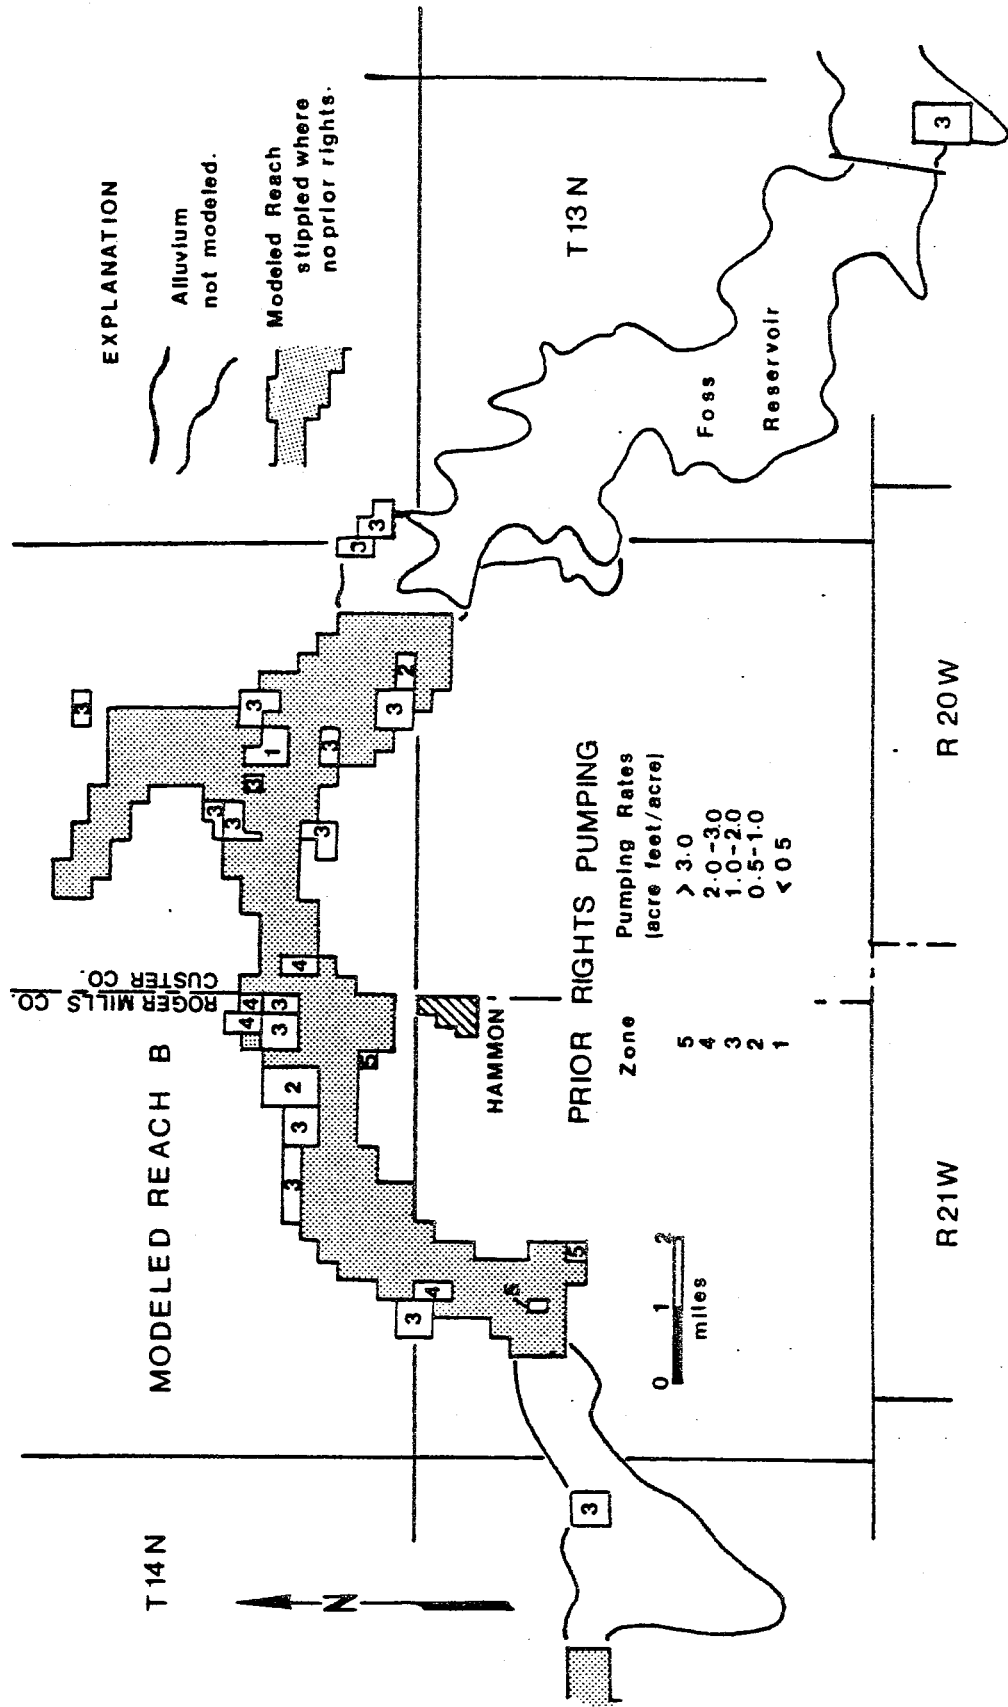 T14N
MODELED REACH B
ROGER MILLS CO.
CUSTER CO.
EXPLANATION
Alluvium
not modeled.
Modeled Reach
stippled where
no prior rights.
N
3
3
4
5
5
3
3
2
5
3
4
4
3
4
3
3
3
3
1
3
3
3
3
2
3
3
3
HAMMON
T13N
Foss
Reservoir
PRIOR RIGHTS PUMPING
Zone Pumping Rates
(acre feet/acre)
5 > 3.0
4 2.0-3.0
3 1.0-2.0
2 0.5-1.0
1 < 0 5
0 1 2
miles
R21W
R 20W